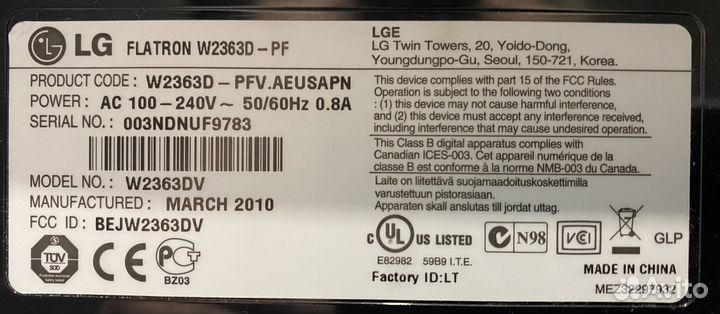 LG FLATRON W2363D-PF
PRODUCT CODE : W2363D - PFV.AEUSAPN
POWER : AC 100-240V~ 50/60Hz 0.8A
SERIAL NO. : 003NDNUF9783
MODEL NO. : W2363DV
MANUFACTURED : MARCH 2010
FCC ID : BEJW2363DV
TÜV
SÜD
CE
PCT
BZ03
LGE
LG Twin Towers, 20, Yoido-Dong,
Youngdungpo-Gu, Seoul, 150-721, Korea.
This device complies with part 15 of the FCC Rules.
Operation is subject to the following two conditions
: (1) this device may not cause harmful interference,
and (2) this device must accept any interference received,
including interference that may cause undesired operation.
This Class B digital apparatus complies with
Canadian ICES-003. Cet appareil numérique de la
classe B est conforme à la norme NMB-003 du Canada.
Laite on liitettävä suojamaadoituskoskettimilla
varustettuun pistorasiaan.
Apparaten skall anslutas till jordat uttag.
C UL US LISTED
E82982 59B9 I.T.E.
N98
VCI
GLP
Factory ID:LT
MADE IN CHINA
MEZ32297932
Avito